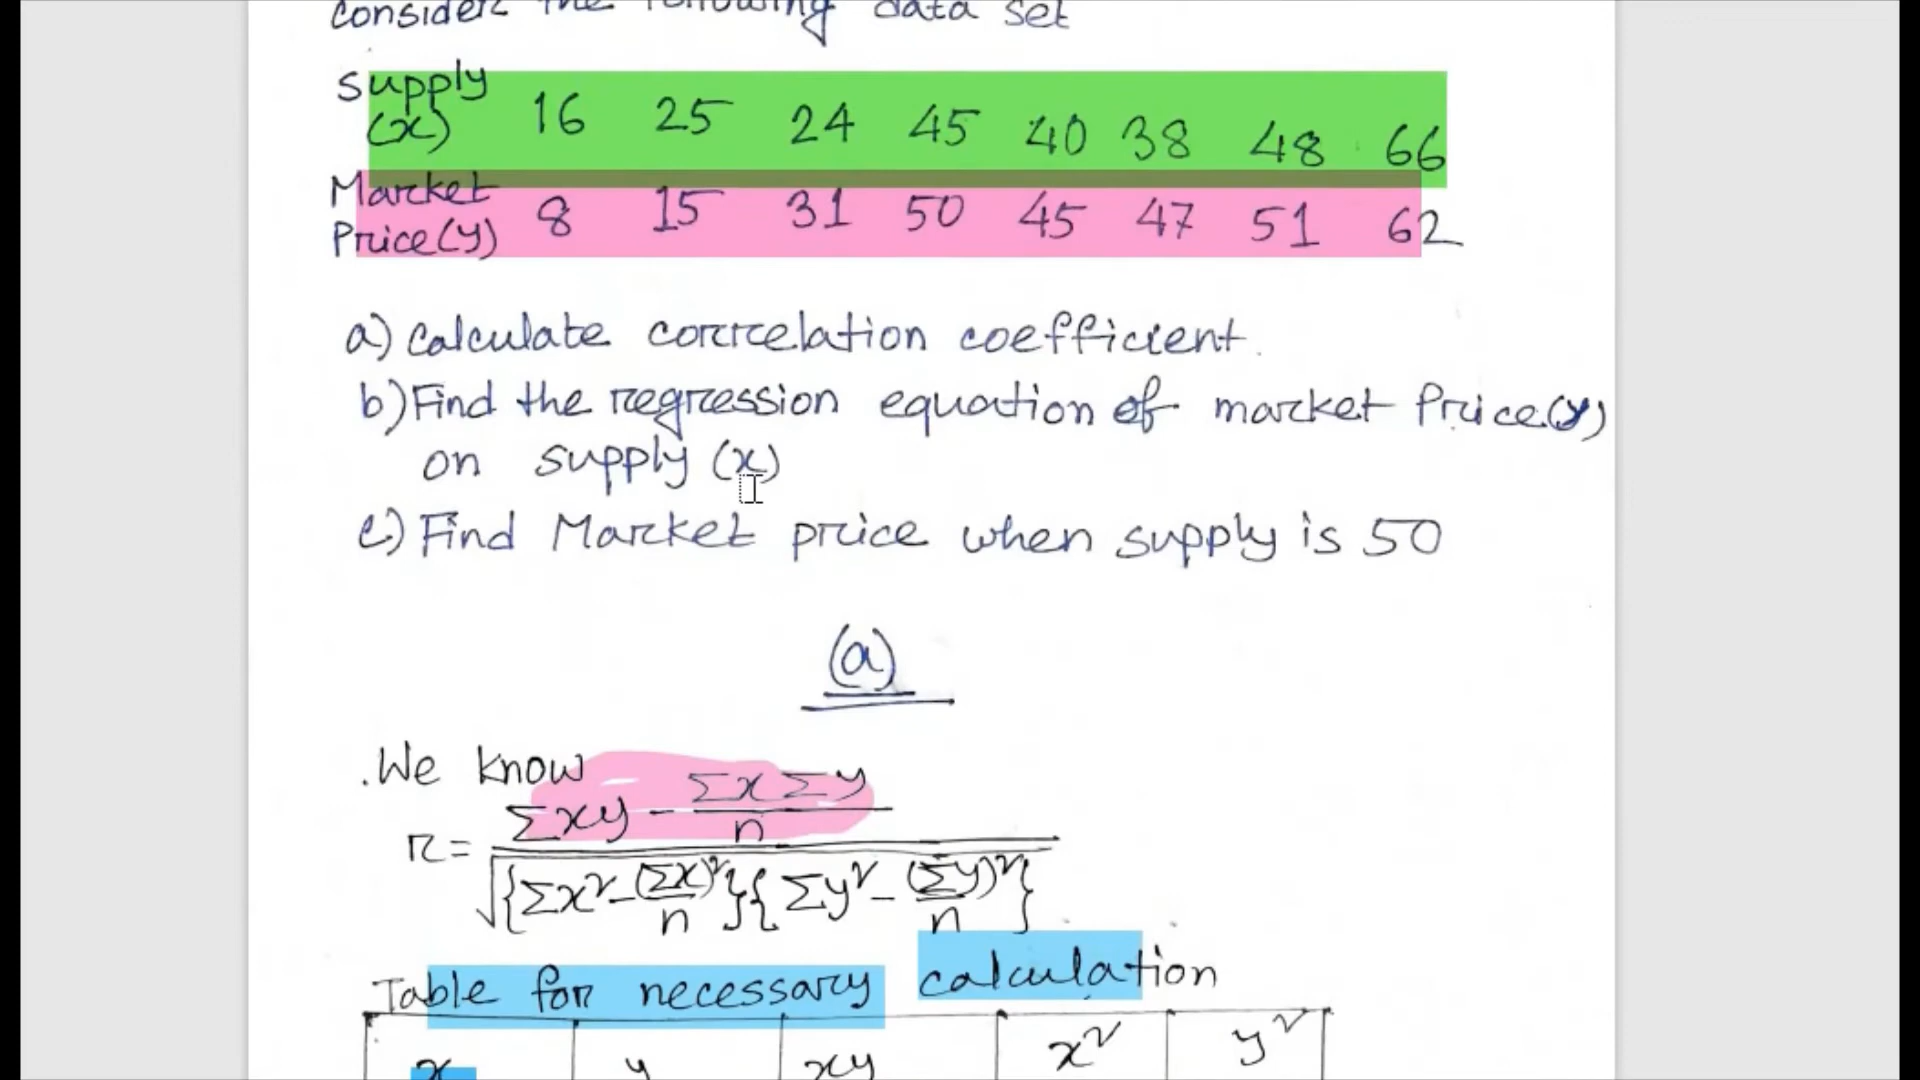 consider the following data set
Supply (x) 16 25 24 45 40 38 48 66
Market Price(y) 8 15 31 50 45 47 51 62
a) Calculate correlation coefficient.
b) Find the regression equation of market Price(y)
on supply (x)
c) Find Market price when supply is 50
(a)
.We know
r = (Σxy - (Σx Σy)/n) / √{Σx² - (Σx)²/n}{Σy² - (Σy)²/n}
Table for necessary calculation
x y xy x² y²